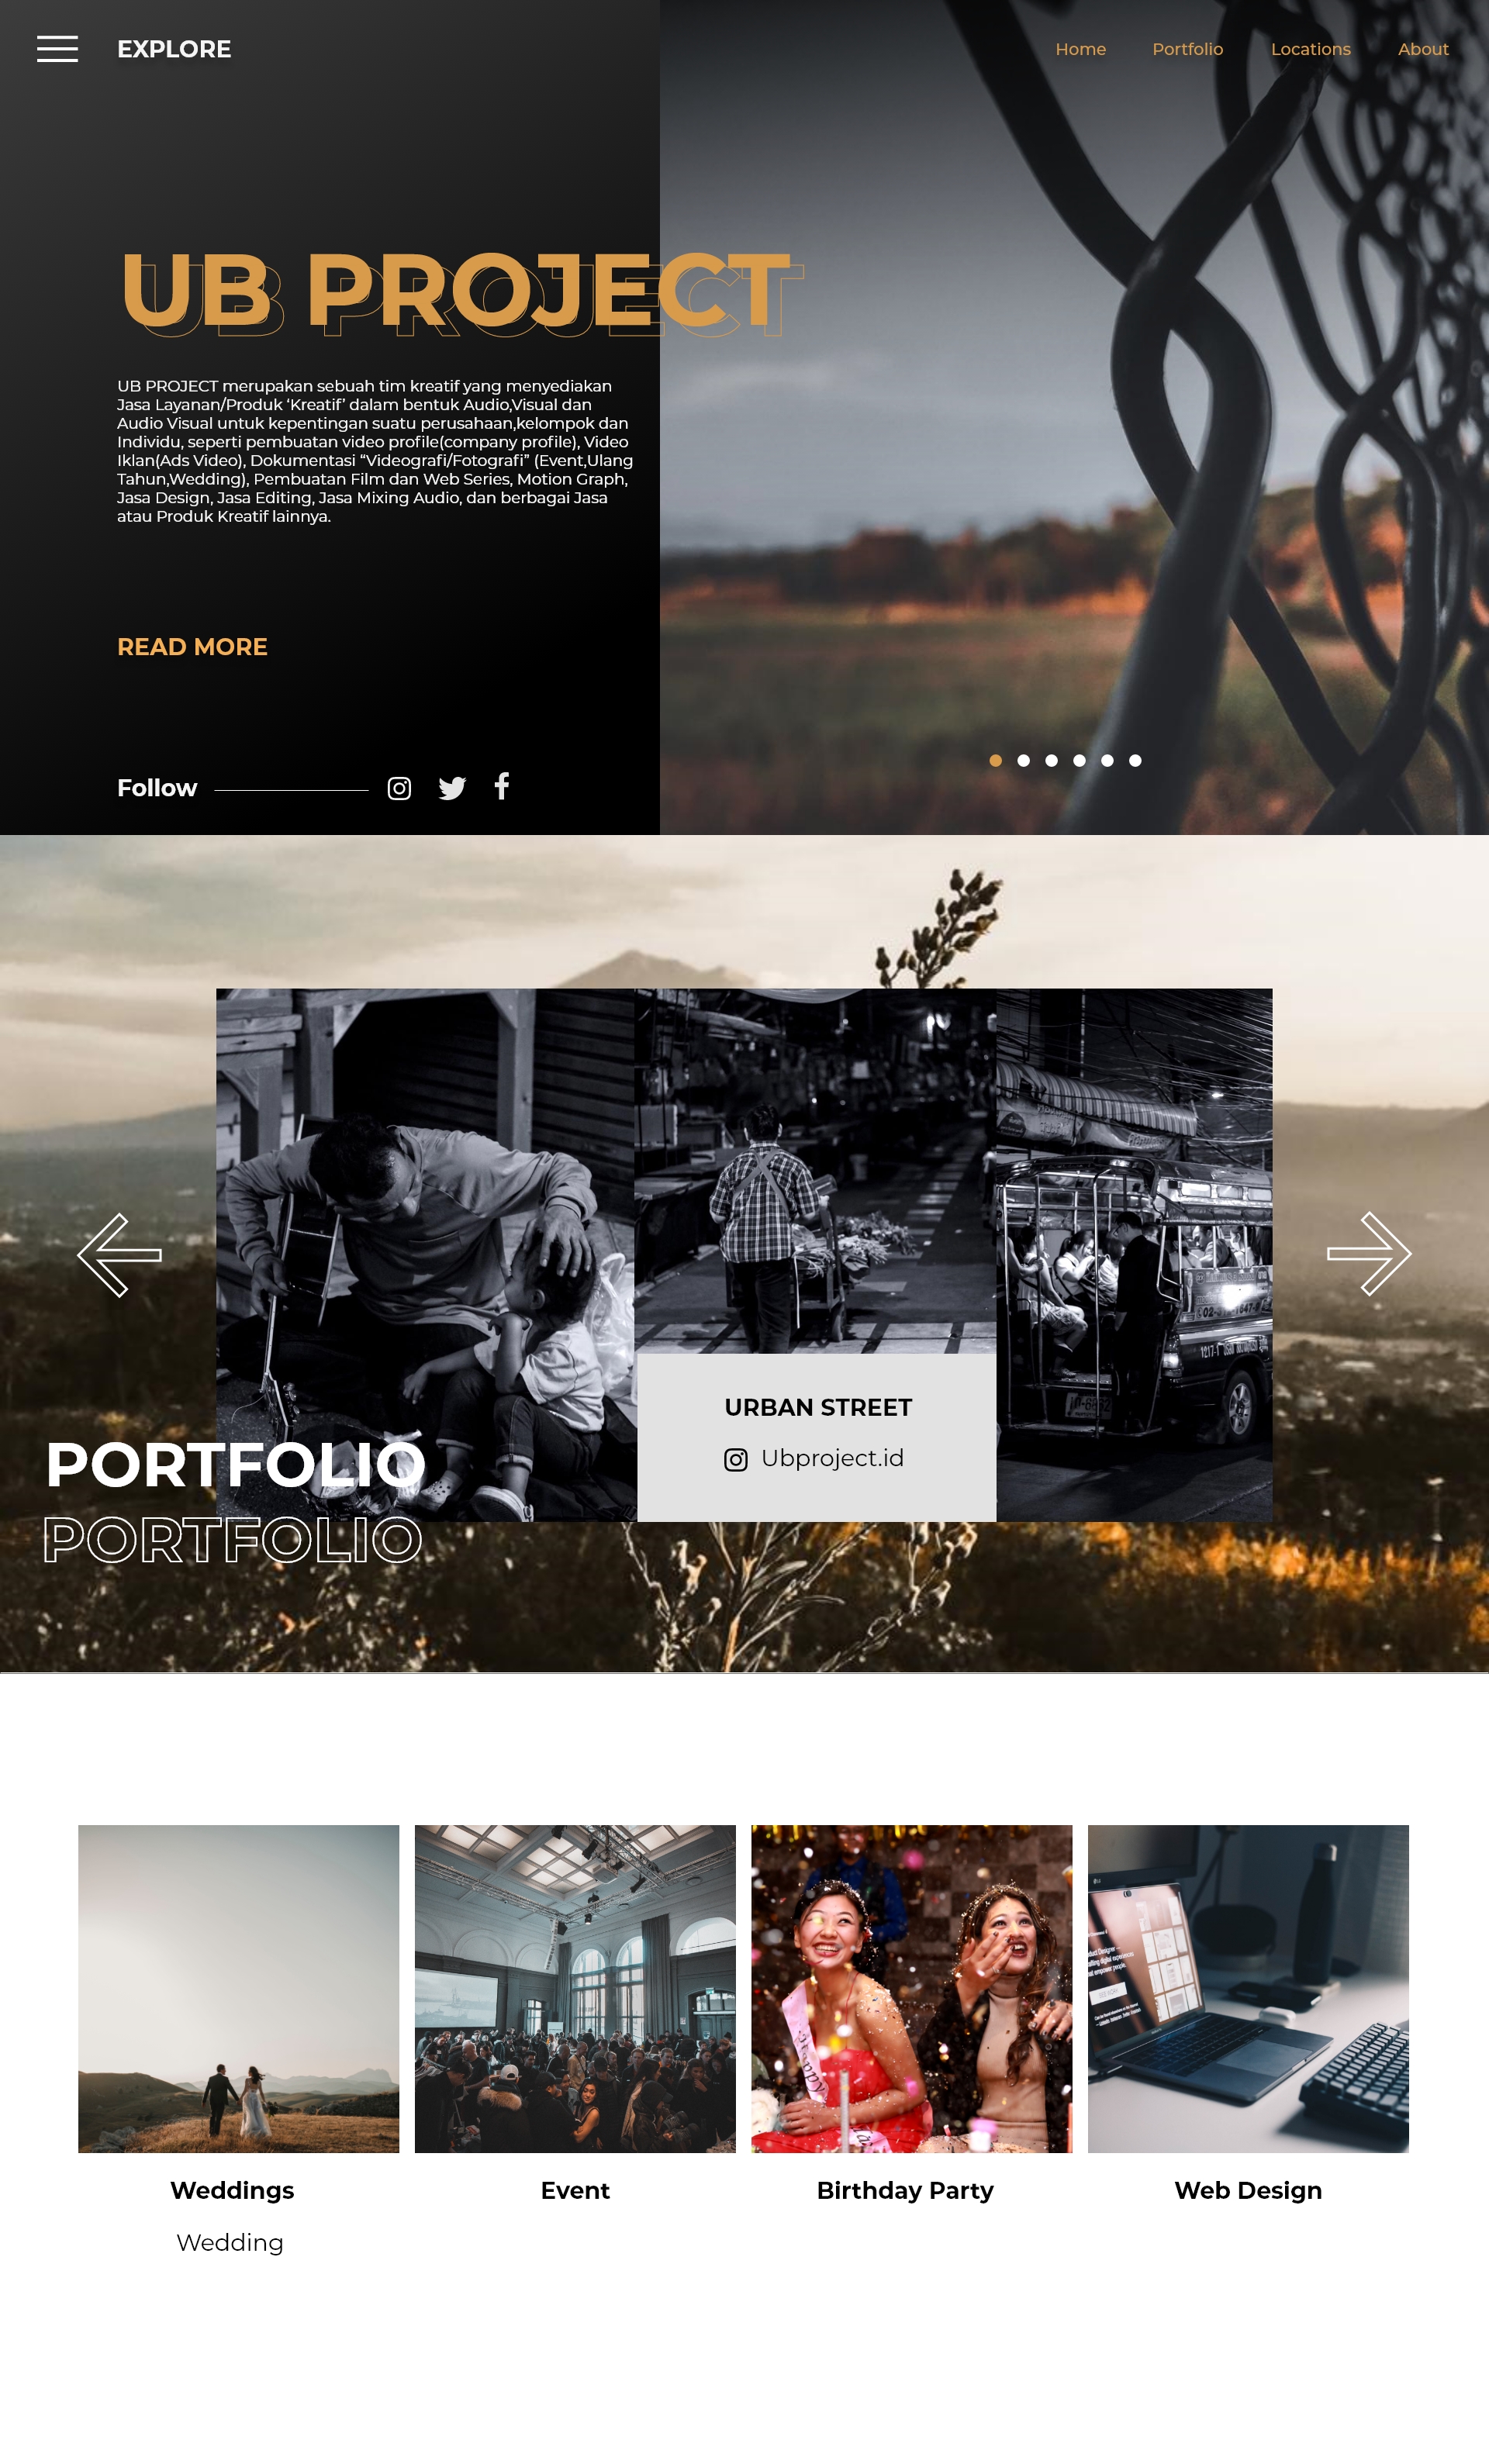 EXPLORE
Home Portfolio Locations About
UB PROJECT
UB PROJECT merupakan sebuah tim kreatif yang menyediakan
Jasa Layanan/Produk ‘Kreatif’ dalam bentuk Audio,Visual dan
Audio Visual untuk kepentingan suatu perusahaan,kelompok dan
Individu, seperti pembuatan video profile(company profile), Video
Iklan(Ads Video), Dokumentasi “Videografi/Fotografi” (Event,Ulang
Tahun,Wedding), Pembuatan Film dan Web Series, Motion Graph,
Jasa Design, Jasa Editing, Jasa Mixing Audio, dan berbagai Jasa
atau Produk Kreatif lainnya.
READ MORE
Follow
URBAN STREET
Ubproject.id
PORTFOLIO
PORTFOLIO
Weddings
Event
Birthday Party
Web Design
Wedding